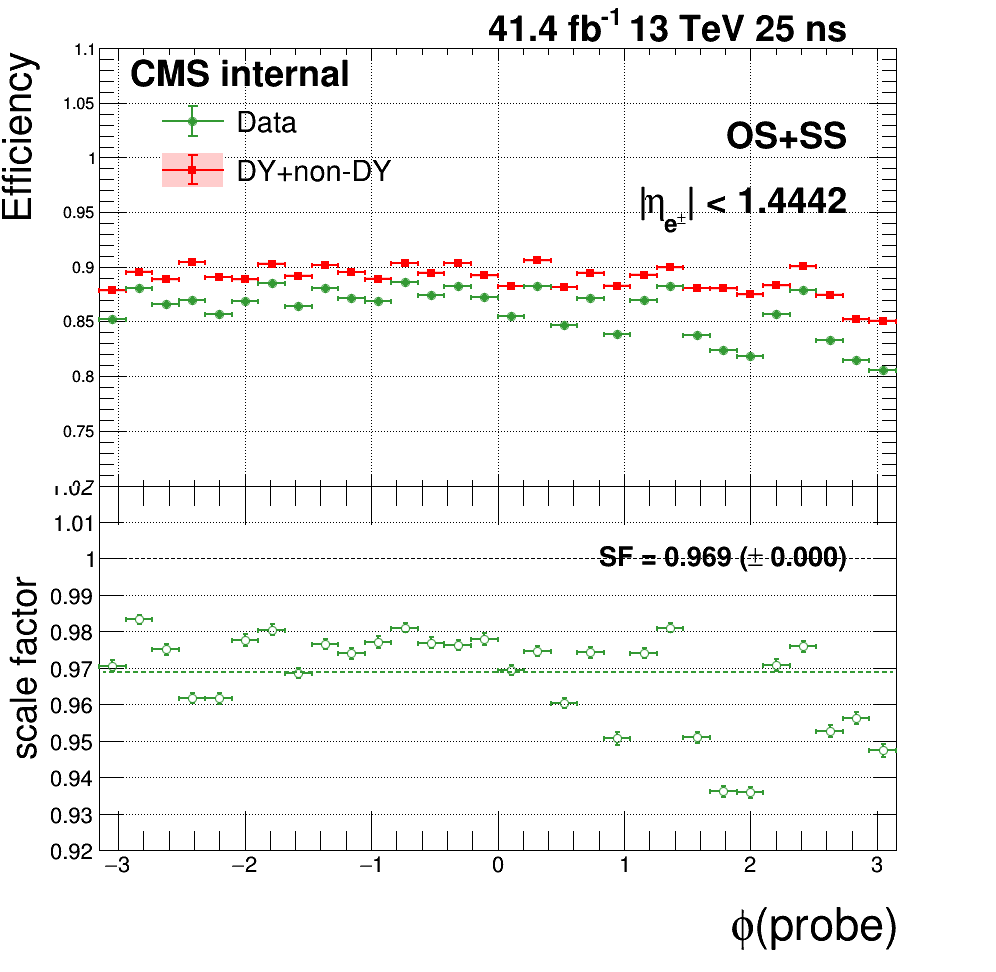 41.4 fb⁻¹ 13 TeV 25 ns
Efficiency
1.1
1.05
1
0.95
0.9
0.85
0.8
0.75
CMS internal
Data
DY+non-DY
OS+SS
|η_e±| < 1.4442
scale factor
1.02
1.01
1
0.99
0.98
0.97
0.96
0.95
0.94
0.93
0.92
SF = 0.969 (± 0.000)
−3 −2 −1 0 1 2 3
ϕ(probe)